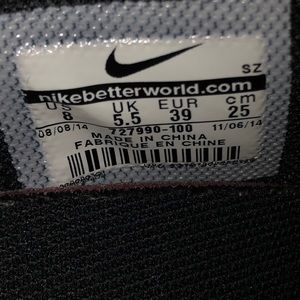 SZ
nikebetterworld.com
US UK EUR cm
8 5.5 39 25
08/08/14 727990-100 11/06/14
MADE IN CHINA
FABRIQUE EN CHINE